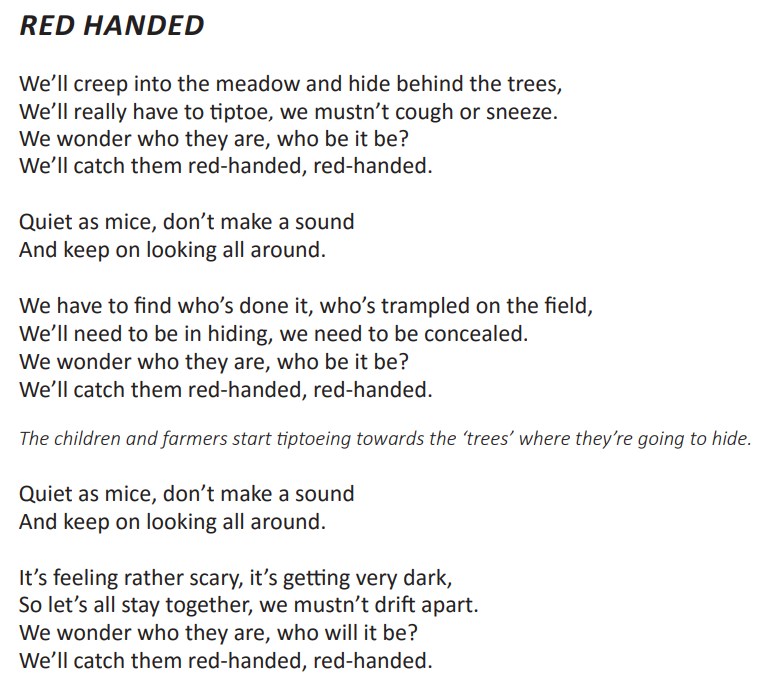 RED HANDED
We’ll creep into the meadow and hide behind the trees,
We’ll really have to tiptoe, we mustn’t cough or sneeze.
We wonder who they are, who be it be?
We’ll catch them red-handed, red-handed.
Quiet as mice, don’t make a sound
And keep on looking all around.
We have to find who’s done it, who’s trampled on the field,
We’ll need to be in hiding, we need to be concealed.
We wonder who they are, who be it be?
We’ll catch them red-handed, red-handed.
The children and farmers start tiptoeing towards the ‘trees’ where they’re going to hide.
Quiet as mice, don’t make a sound
And keep on looking all around.
It’s feeling rather scary, it’s getting very dark,
So let’s all stay together, we mustn’t drift apart.
We wonder who they are, who will it be?
We’ll catch them red-handed, red-handed.